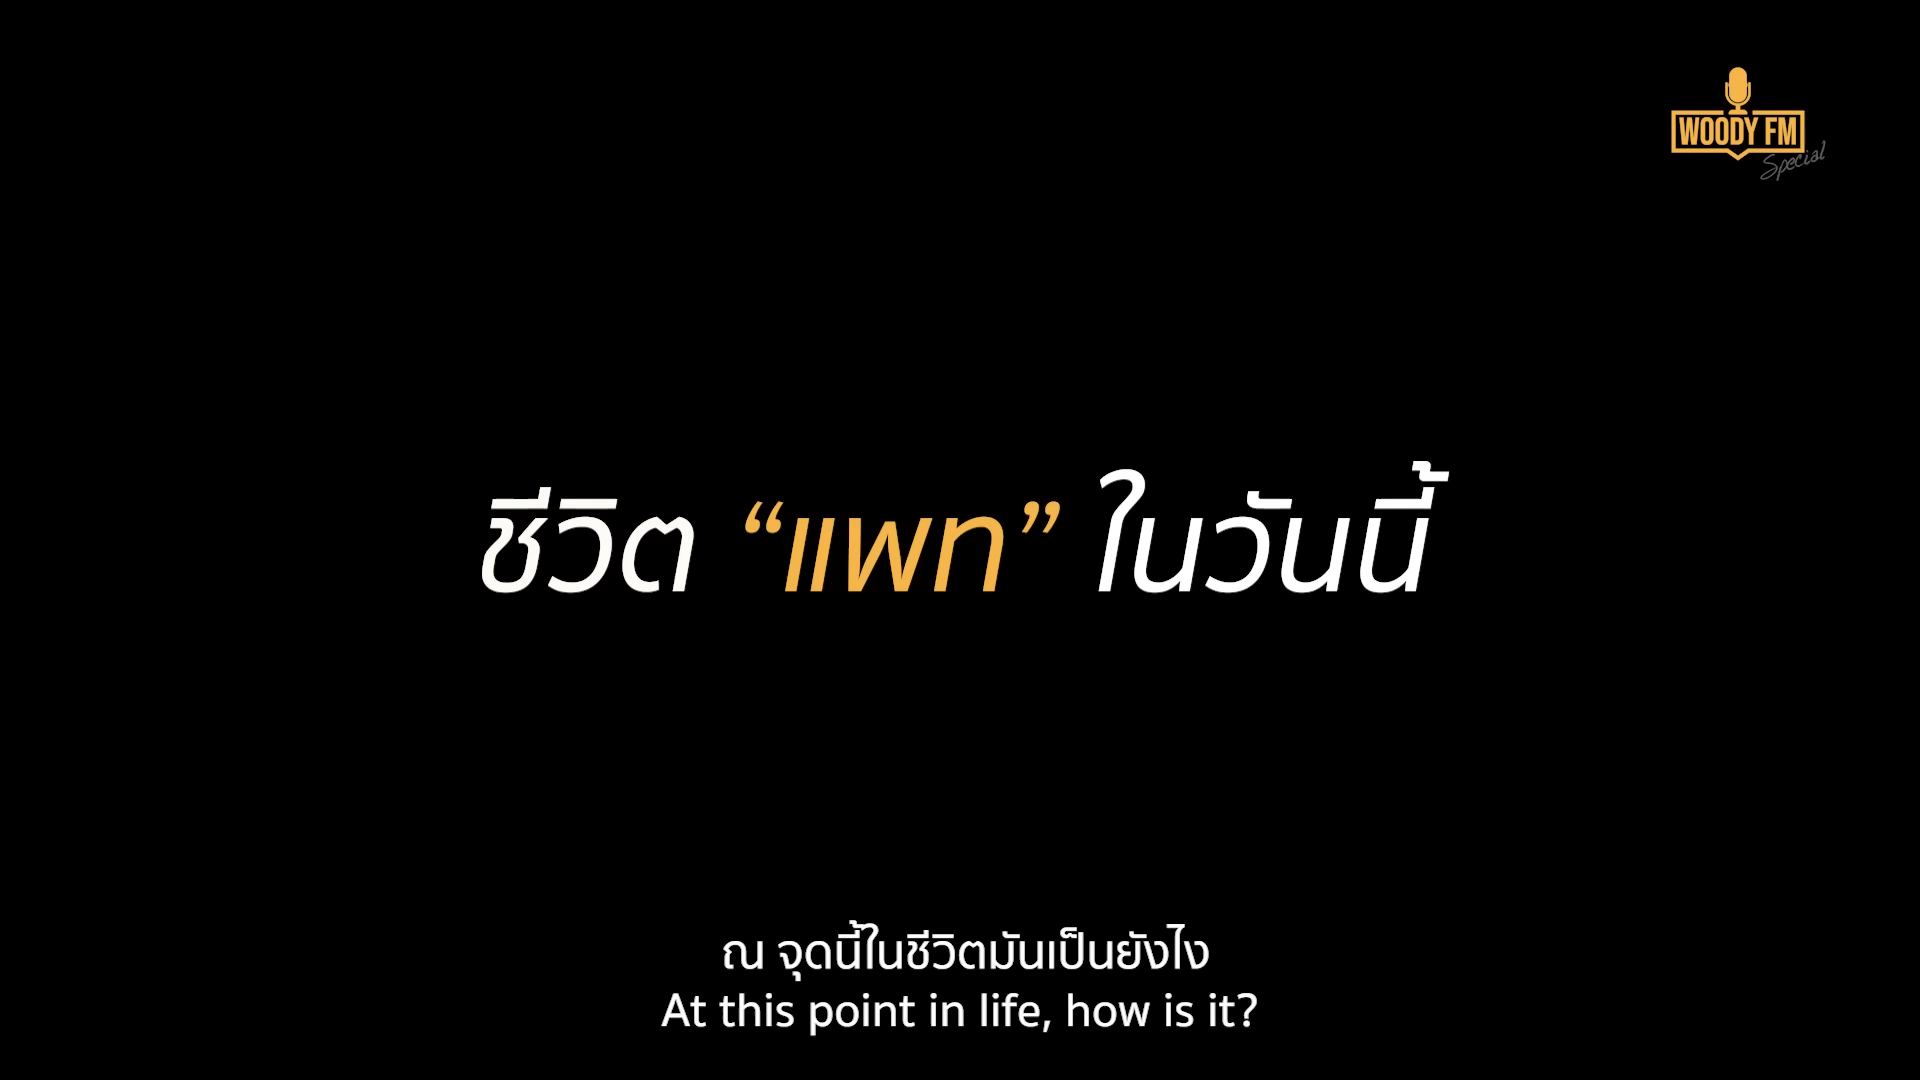 WOODY FM
Special
ชีวิต “แพท” ในวันนี้
ณ จุดนี้ในชีวิตมันเป็นยังไง
At this point in life, how is it?